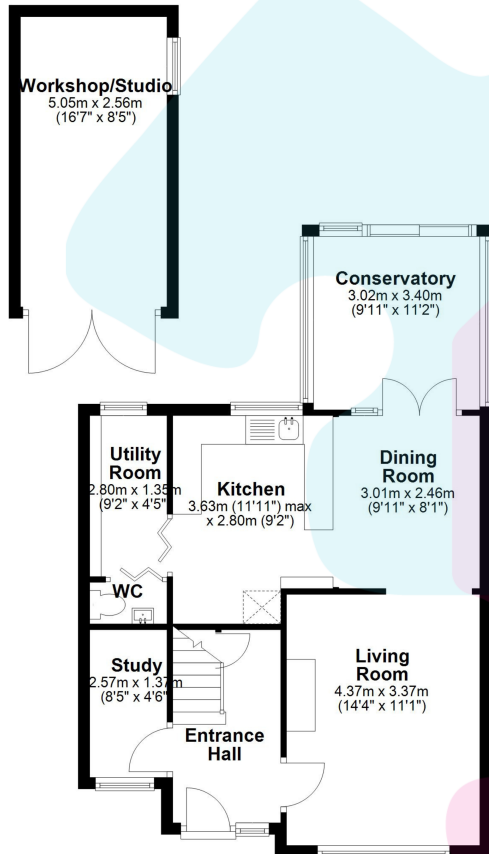 Workshop/Studio
5.05m x 2.56m
(16'7" x 8'5")
Conservatory
3.02m x 3.40m
(9'11" x 11'2")
Utility
Room
2.80m x 1.35m
(9'2" x 4'5")
Kitchen
3.63m (11'11") max
x 2.80m (9'2")
Dining
Room
3.01m x 2.46m
(9'11" x 8'1")
WC
Study
2.57m x 1.37m
(8'5" x 4'6")
Living
Room
4.37m x 3.37m
(14'4" x 11'1")
Entrance
Hall